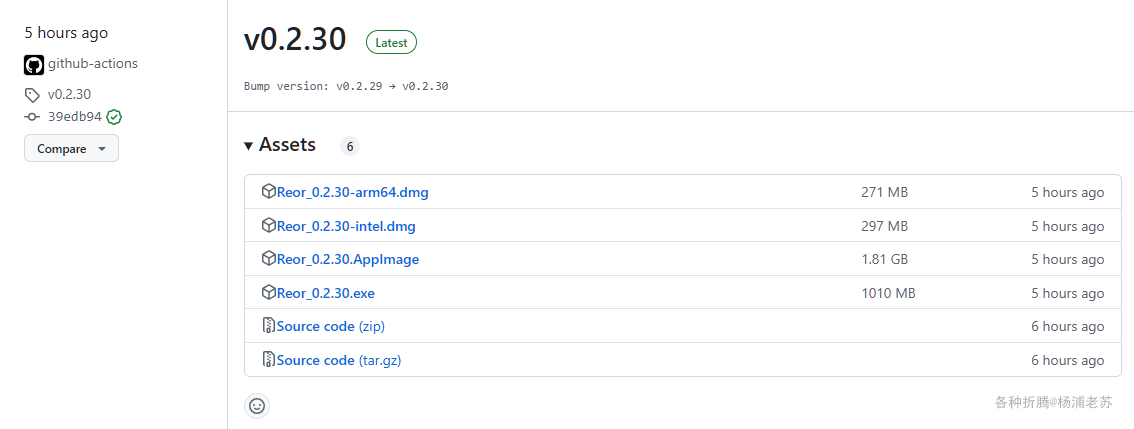 5 hours ago
github-actions
v0.2.30
39edb94
Compare
v0.2.30 Latest
Bump version: v0.2.29 → v0.2.30
Assets 6
Reor_0.2.30-arm64.dmg 271 MB 5 hours ago
Reor_0.2.30-intel.dmg 297 MB 5 hours ago
Reor_0.2.30.AppImage 1.81 GB 5 hours ago
Reor_0.2.30.exe 1010 MB 5 hours ago
Source code (zip) 6 hours ago
Source code (tar.gz) 6 hours ago
各种折腾@杨浦老苏